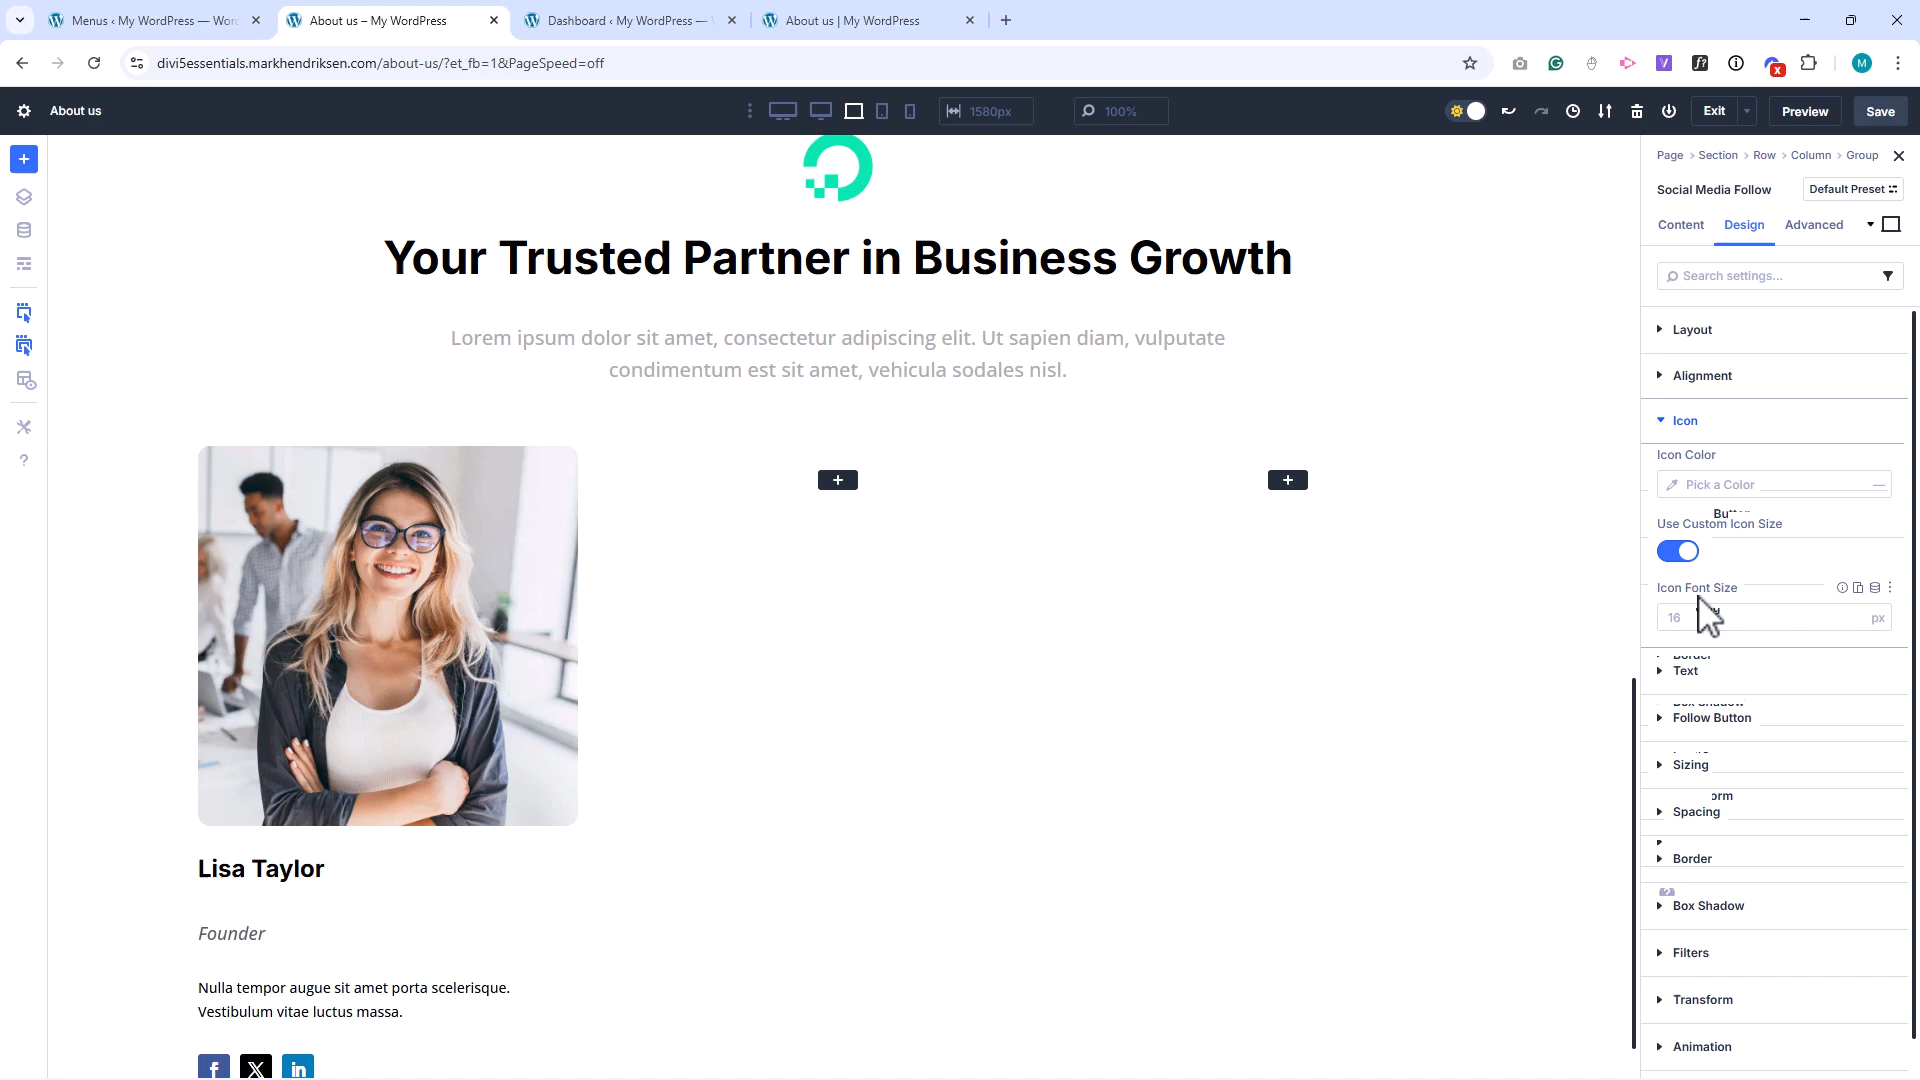 Menus ‹ My WordPress — Wor
About us – My WordPress
Dashboard ‹ My WordPress —
About us | My WordPress
divi5essentials.markhendriksen.com/about-us/?et_fb=1&PageSpeed=off
About us
1580px
100%
Exit
Preview
Save
Page
Section
Row
Column
Group
Social Media Follow
Default Preset
Content
Design
Advanced
Search settings...
Layout
Alignment
Icon
Icon Color
Pick a Color
Use Custom Icon Size
Icon Font Size
16
px
Text
Follow Button
Sizing
Spacing
Border
Box Shadow
Filters
Transform
Animation
Your Trusted Partner in Business Growth
Lorem ipsum dolor sit amet, consectetur adipiscing elit. Ut sapien diam, vulputate
condimentum est sit amet, vehicula sodales nisl.
Lisa Taylor
Founder
Nulla tempor augue sit amet porta scelerisque.
Vestibulum vitae luctus massa.